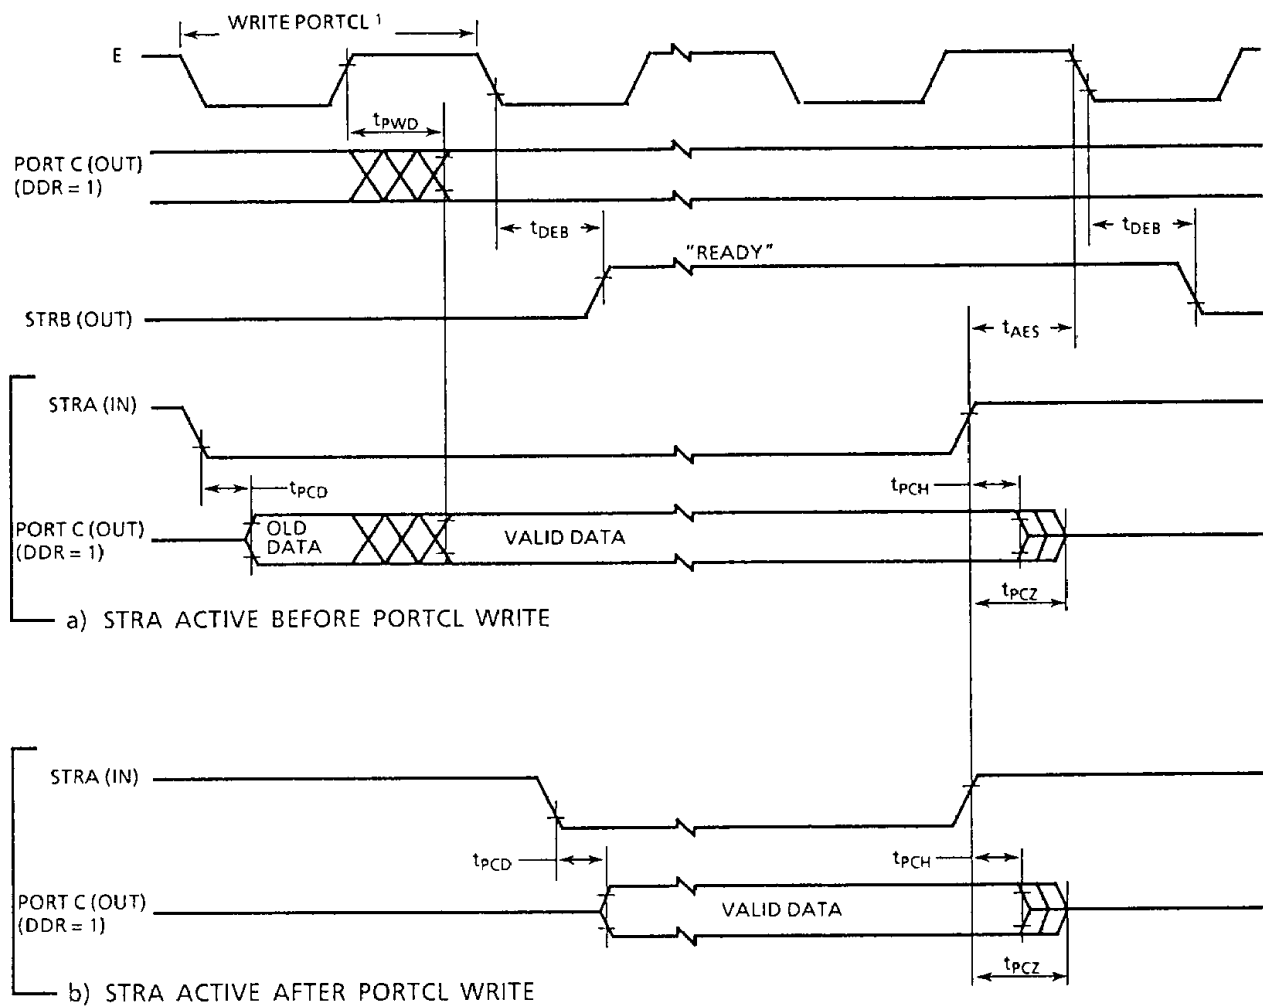 WRITE PORTCL 1
E
tPWD
PORT C (OUT)
(DDR = 1)
tDEB
tDEB
"READY"
STRB (OUT)
tAES
STRA (IN)
tPCD
tPCH
PORT C (OUT)
(DDR = 1)
OLD
DATA
VALID DATA
tPCZ
a) STRA ACTIVE BEFORE PORTCL WRITE
STRA (IN)
tPCD
tPCH
PORT C (OUT)
(DDR = 1)
VALID DATA
tPCZ
b) STRA ACTIVE AFTER PORTCL WRITE